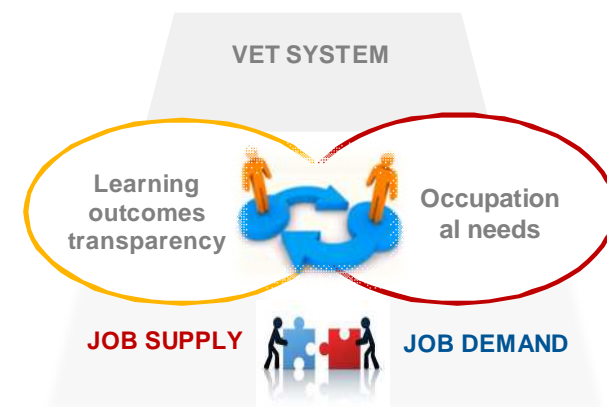 VET SYSTEM
Learning
outcomes
transparency
Occupation
al needs
JOB SUPPLY
JOB DEMAND